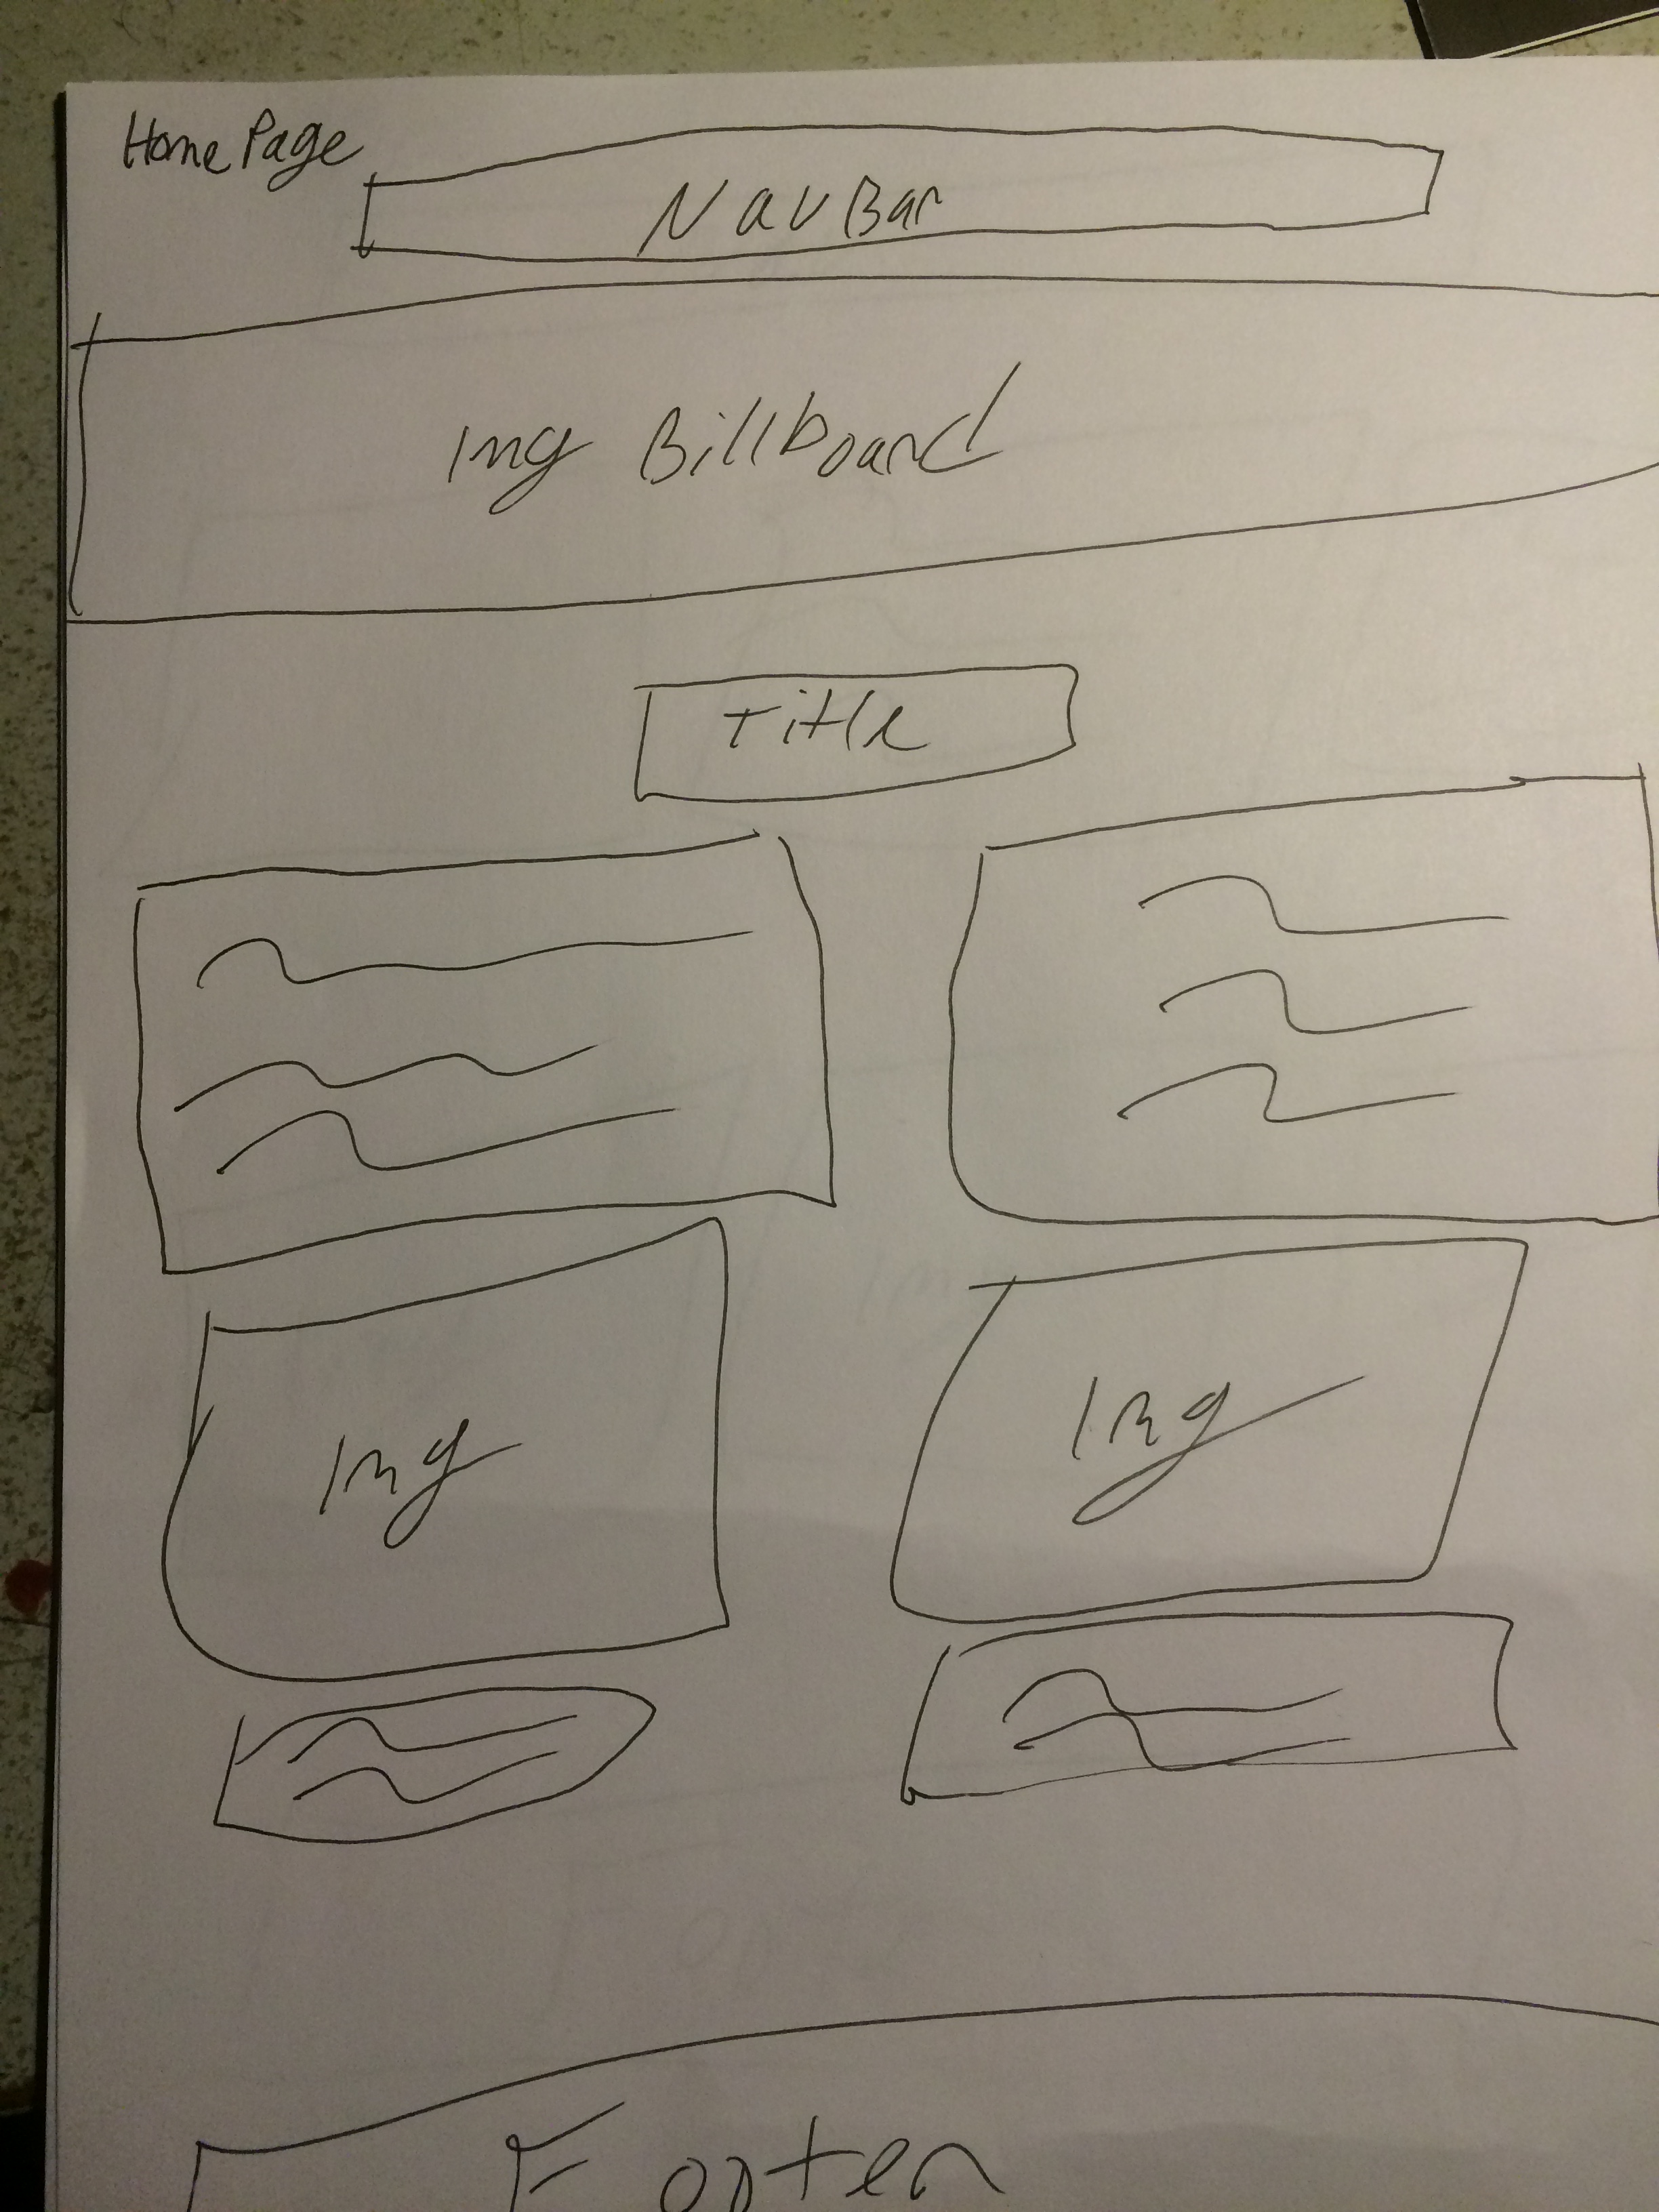 Home Page
NavBar
Img Billboard
Title
Img
Img
Footer